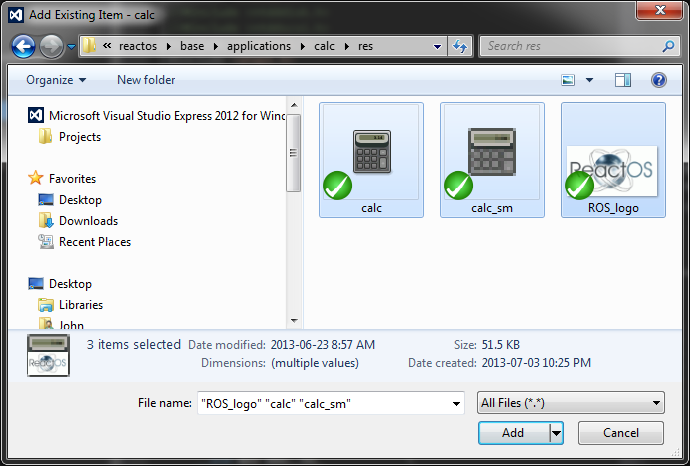 Add Existing Item - calc
« reactos ▸ base ▸ applications ▸ calc ▸ res
Search res
Organize
New folder
Microsoft Visual Studio Express 2012 for Wind
Projects
Favorites
Desktop
Downloads
Recent Places
Desktop
Libraries
John
ReactOS
calc
calc_sm
ROS_logo
3 items selected
Date modified: 2013-06-23 8:57 AM
Size: 51.5 KB
Dimensions: (multiple values)
Date created: 2013-07-03 10:25 PM
File name:
"ROS_logo" "calc" "calc_sm"
All Files (*.*)
Add
Cancel